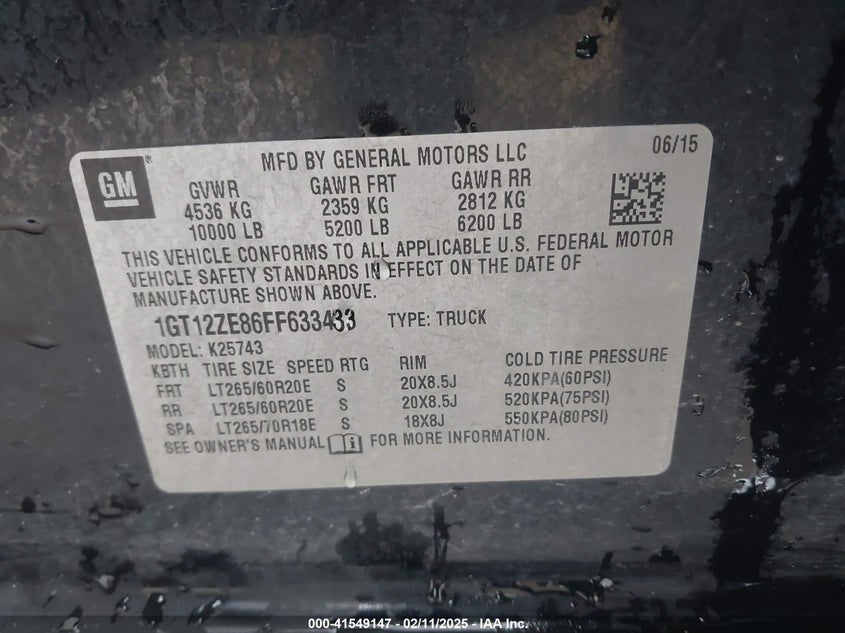 GM
MFD BY GENERAL MOTORS LLC
06/15
GVWR GAWR FRT GAWR RR
4536 KG 2359 KG 2812 KG
10000 LB 5200 LB 6200 LB
THIS VEHICLE CONFORMS TO ALL APPLICABLE U.S. FEDERAL MOTOR
VEHICLE SAFETY STANDARDS IN EFFECT ON THE DATE OF
MANUFACTURE SHOWN ABOVE.
1GT12ZE86FF633433 TYPE: TRUCK
MODEL: K25743
KBTH TIRE SIZE SPEED RTG RIM COLD TIRE PRESSURE
FRT LT265/60R20E S 20X8.5J 420KPA(60PSI)
RR LT265/60R20E S 20X8.5J 520KPA(75PSI)
SPA LT265/70R18E S 18X8J 550KPA(80PSI)
SEE OWNER'S MANUAL FOR MORE INFORMATION.
000-41549147 - 02/11/2025 - IAA Inc.